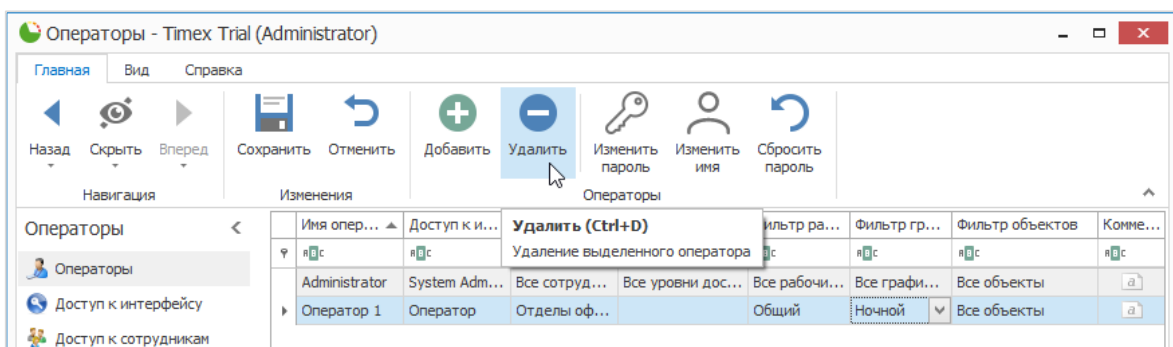 Операторы - Timex Trial (Administrator)
Главная Вид Справка
Назад Скрыть Вперед Сохранить Отменить Добавить Удалить Изменить пароль Изменить имя Сбросить пароль
Навигация Изменения Операторы
Операторы
Имя опер... Доступ к и... ильтр ра... Фильтр гр... Фильтр объектов Комме...
Удалить (Ctrl+D)
Удаление выделенного оператора
Операторы
Administrator System Adm... Все сотруд... Все уровни дос... Все рабочи... Все графи... Все объекты
Доступ к интерфейсу
Оператор 1 Оператор Отделы оф... Общий Ночной Все объекты
Доступ к сотрудникам